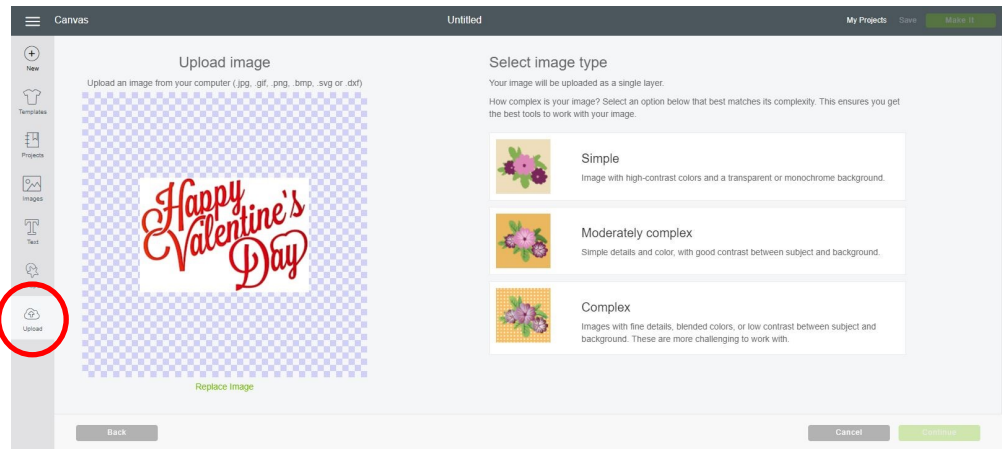 Canvas
Untitled
My Projects
Save
Make It
New
Templates
Projects
Images
Text
Upload
Upload image
Upload an image from your computer (.jpg, .gif, .png, .bmp, .svg or .dxf)
Happy
Valentine's
Day
Replace Image
Select image type
Your image will be uploaded as a single layer.
How complex is your image? Select an option below that best matches its complexity. This ensures you get
the best tools to work with your image.
Simple
Image with high-contrast colors and a transparent or monochrome background.
Moderately complex
Simple details and color, with good contrast between subject and background.
Complex
Images with fine details, blended colors, or low contrast between subject and
background. These are more challenging to work with.
Back
Cancel
Continue